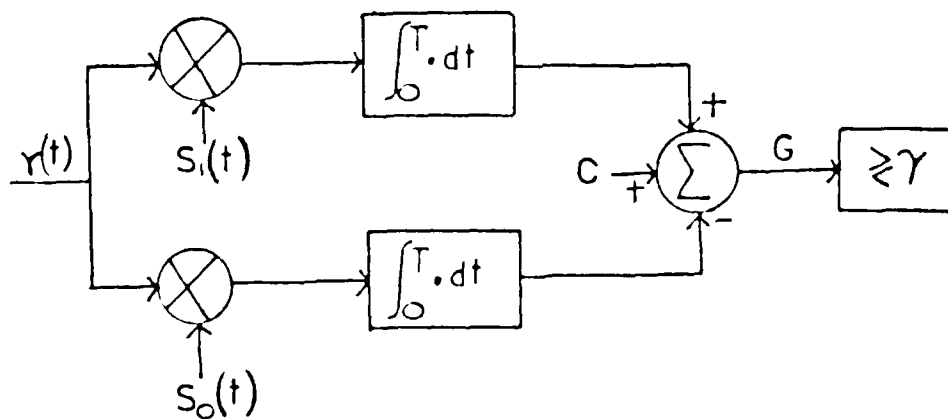 r(t)
S₁(t)
∫₀ᵀ · dt
+
C
+
Σ
-
G
≷ γ
S₀(t)
∫₀ᵀ · dt